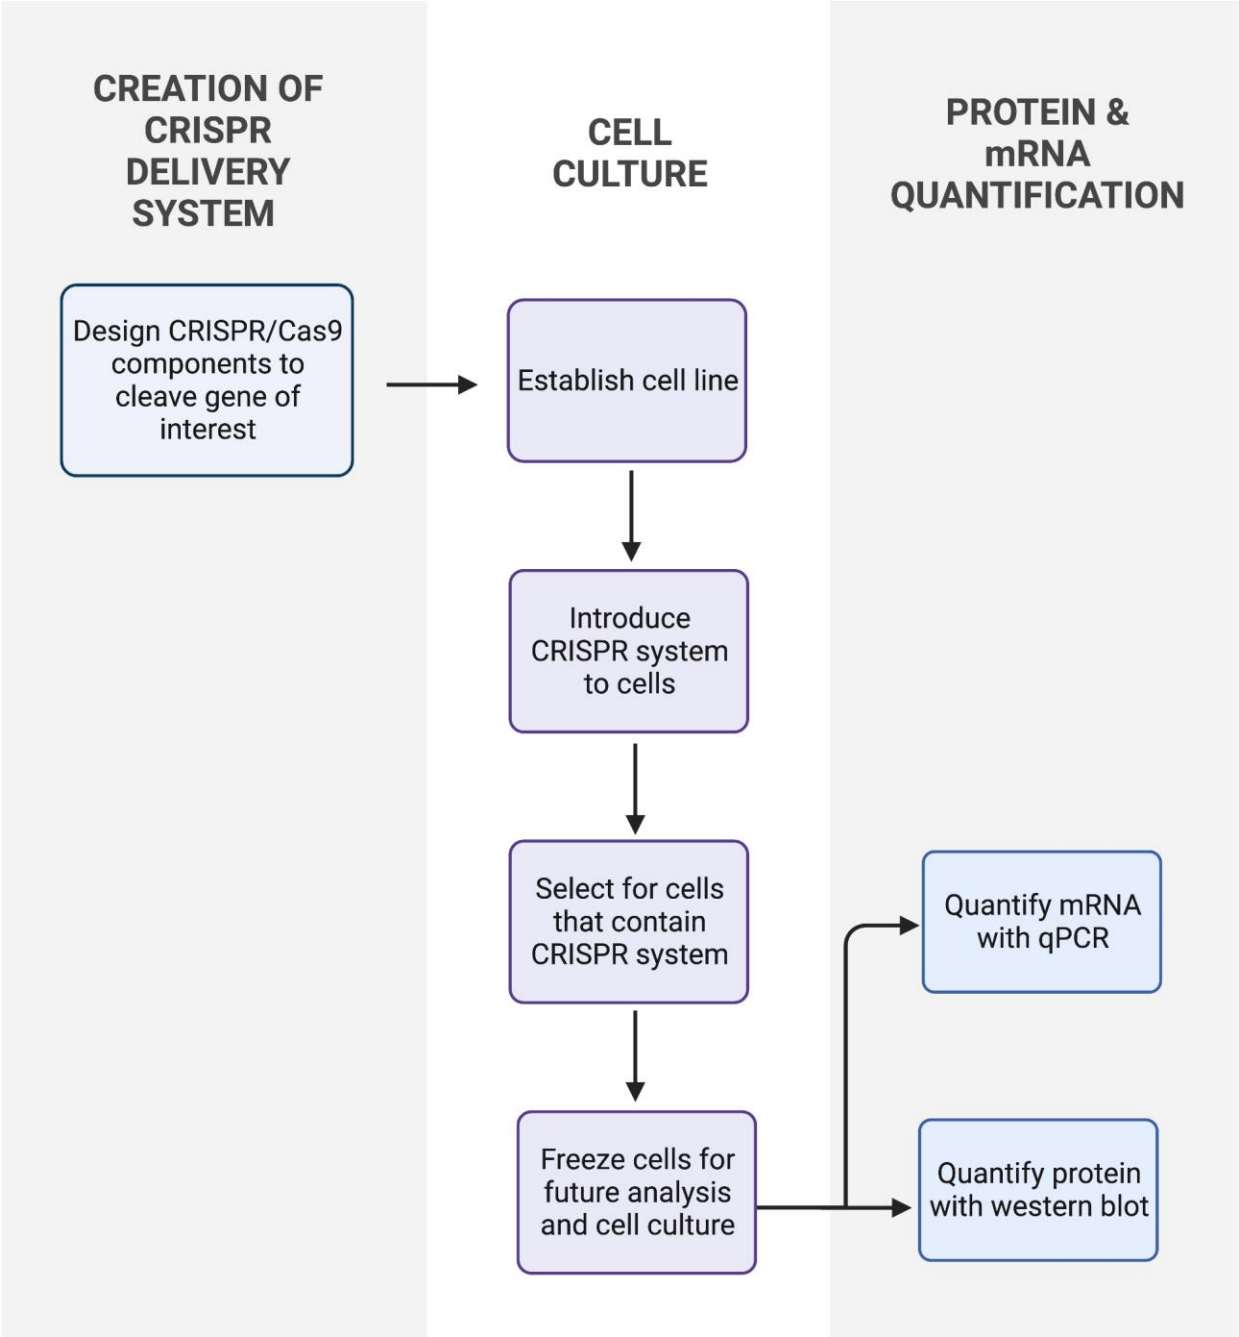 CREATION OF
CRISPR
DELIVERY
SYSTEM
CELL
CULTURE
PROTEIN &
mRNA
QUANTIFICATION
Design CRISPR/Cas9
components to
cleave gene of
interest
Establish cell line
Introduce
CRISPR system
to cells
Select for cells
that contain
CRISPR system
Freeze cells for
future analysis
and cell culture
Quantify mRNA
with qPCR
Quantify protein
with western blot